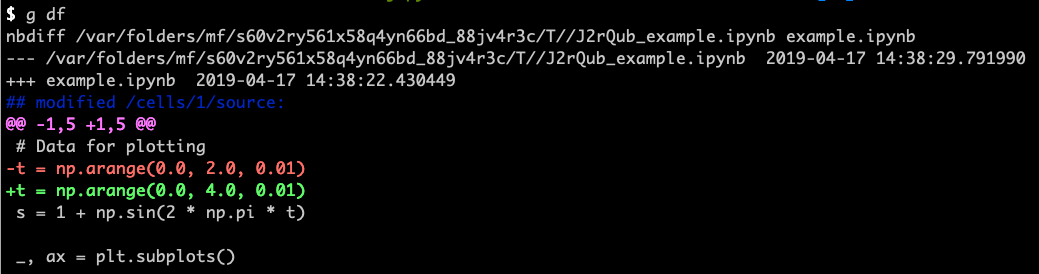 $ g df
nbdiff /var/folders/mf/s60v2ry561x58q4yn66bd_88jv4r3c/T//J2rQub_example.ipynb example.ipynb
--- /var/folders/mf/s60v2ry561x58q4yn66bd_88jv4r3c/T//J2rQub_example.ipynb  2019-04-17 14:38:29.791990
+++ example.ipynb  2019-04-17 14:38:22.430449
## modified /cells/1/source:
@@ -1,5 +1,5 @@
 # Data for plotting
-t = np.arange(0.0, 2.0, 0.01)
+t = np.arange(0.0, 4.0, 0.01)
 s = 1 + np.sin(2 * np.pi * t)

 _, ax = plt.subplots()